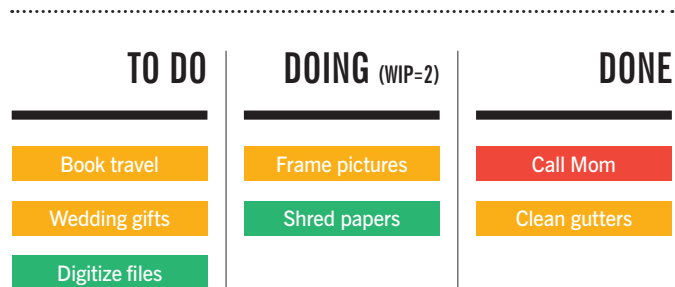 TO DO
Book travel
Wedding gifts
Digitize files
DOING (WIP=2)
Frame pictures
Shred papers
DONE
Call Mom
Clean gutters